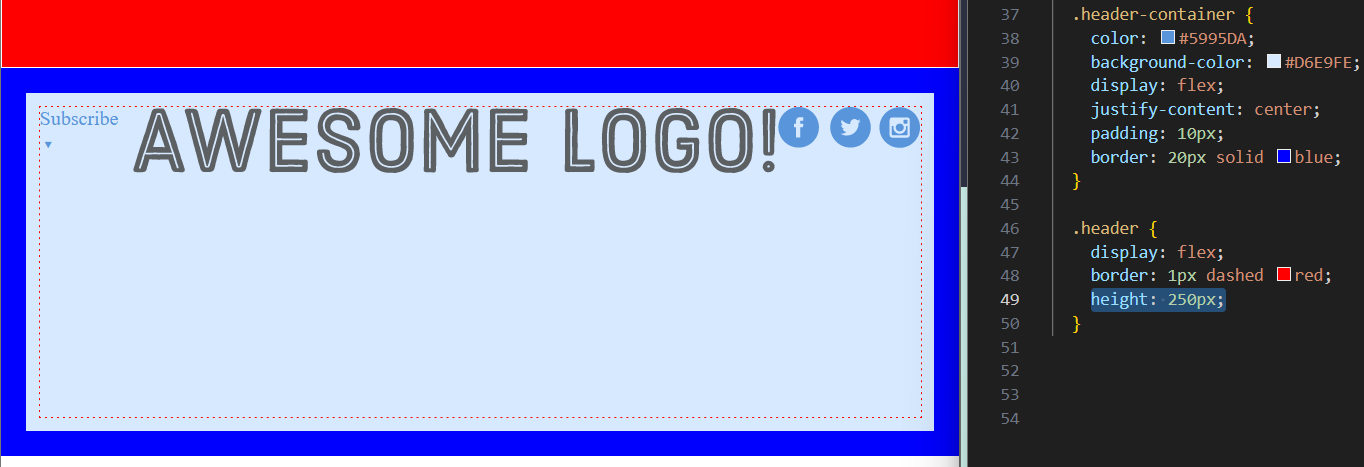 Subscribe
▾
AWESOME LOGO!
37 .header-container {
38 color: #5995DA;
39 background-color: #D6E9FE;
40 display: flex;
41 justify-content: center;
42 padding: 10px;
43 border: 20px solid blue;
44 }
45
46 .header {
47 display: flex;
48 border: 1px dashed red;
49 height: 250px;
50 }
51
52
53
54